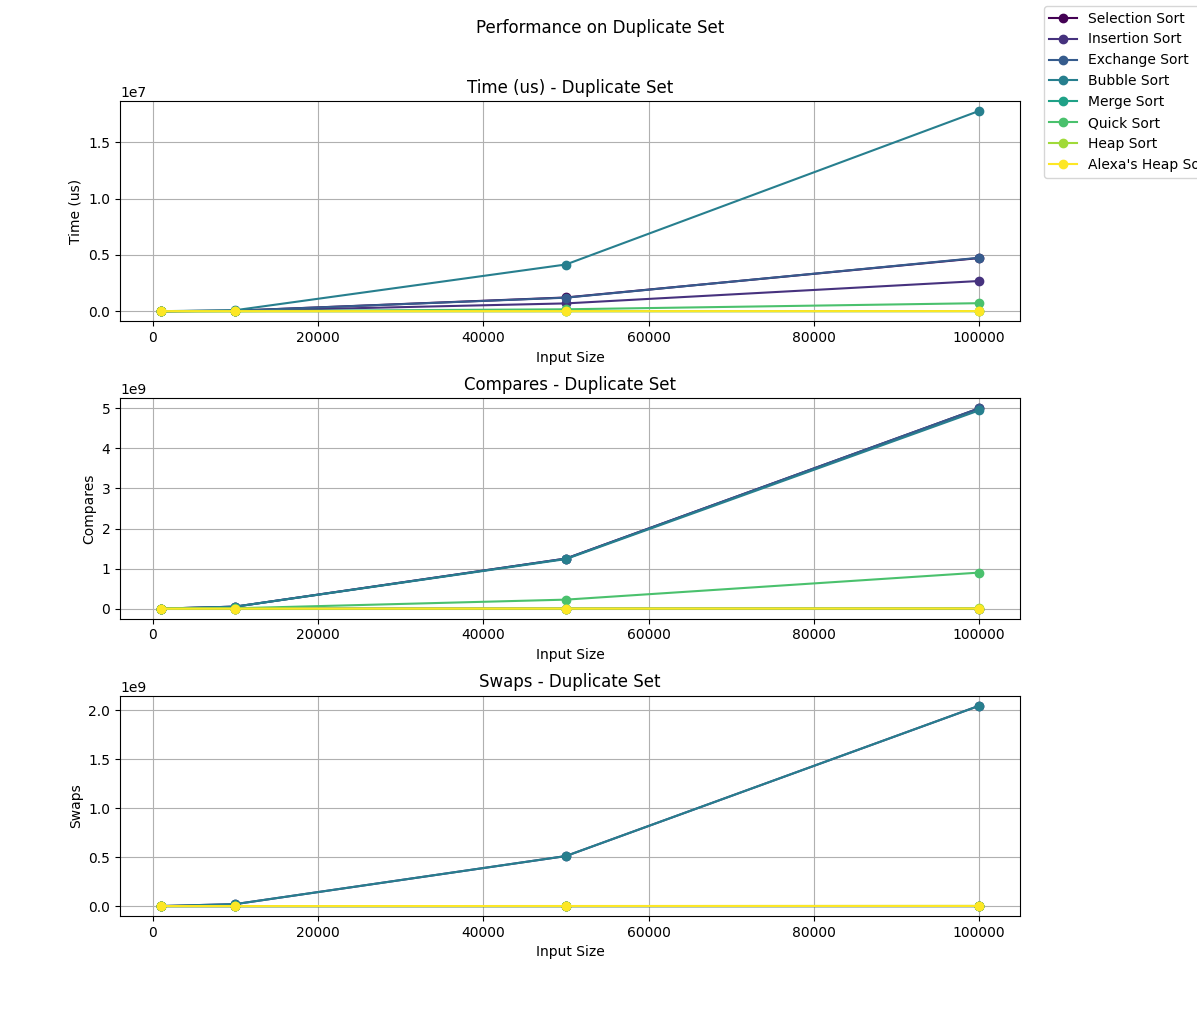 Performance on Duplicate Set
Selection Sort
Insertion Sort
Exchange Sort
Bubble Sort
Merge Sort
Quick Sort
Heap Sort
Alexa's Heap So
Time (us) - Duplicate Set
1e7
1.5
1.0
0.5
0.0
Time (us)
0 20000 40000 60000 80000 100000
Input Size
Compares - Duplicate Set
1e9
5
4
3
2
1
0
Compares
0 20000 40000 60000 80000 100000
Input Size
Swaps - Duplicate Set
1e9
2.0
1.5
1.0
0.5
0.0
Swaps
0 20000 40000 60000 80000 100000
Input Size